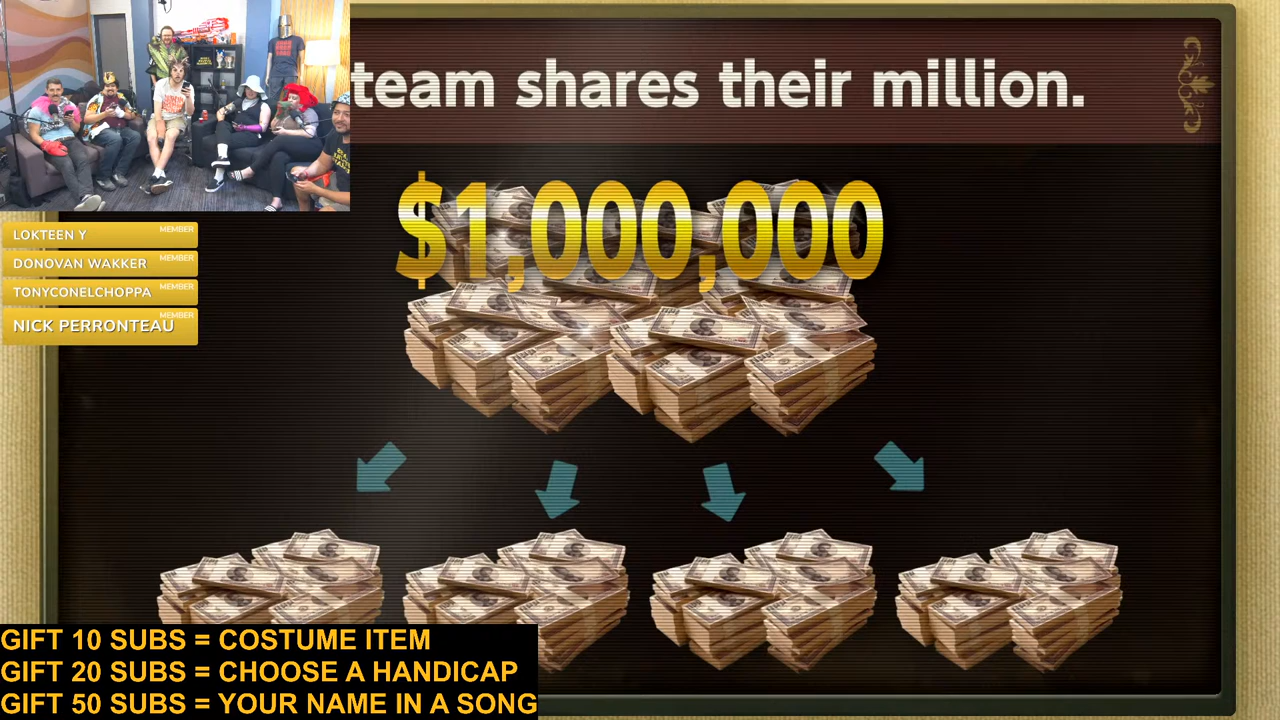 team shares their million.
$1,000,000
LOKTEEN Y
MEMBER
DONOVAN WAKKER
MEMBER
TONYCONELCHOPPA
MEMBER
NICK PERRONTEAU
MEMBER
GIFT 10 SUBS = COSTUME ITEM
GIFT 20 SUBS = CHOOSE A HANDICAP
GIFT 50 SUBS = YOUR NAME IN A SONG